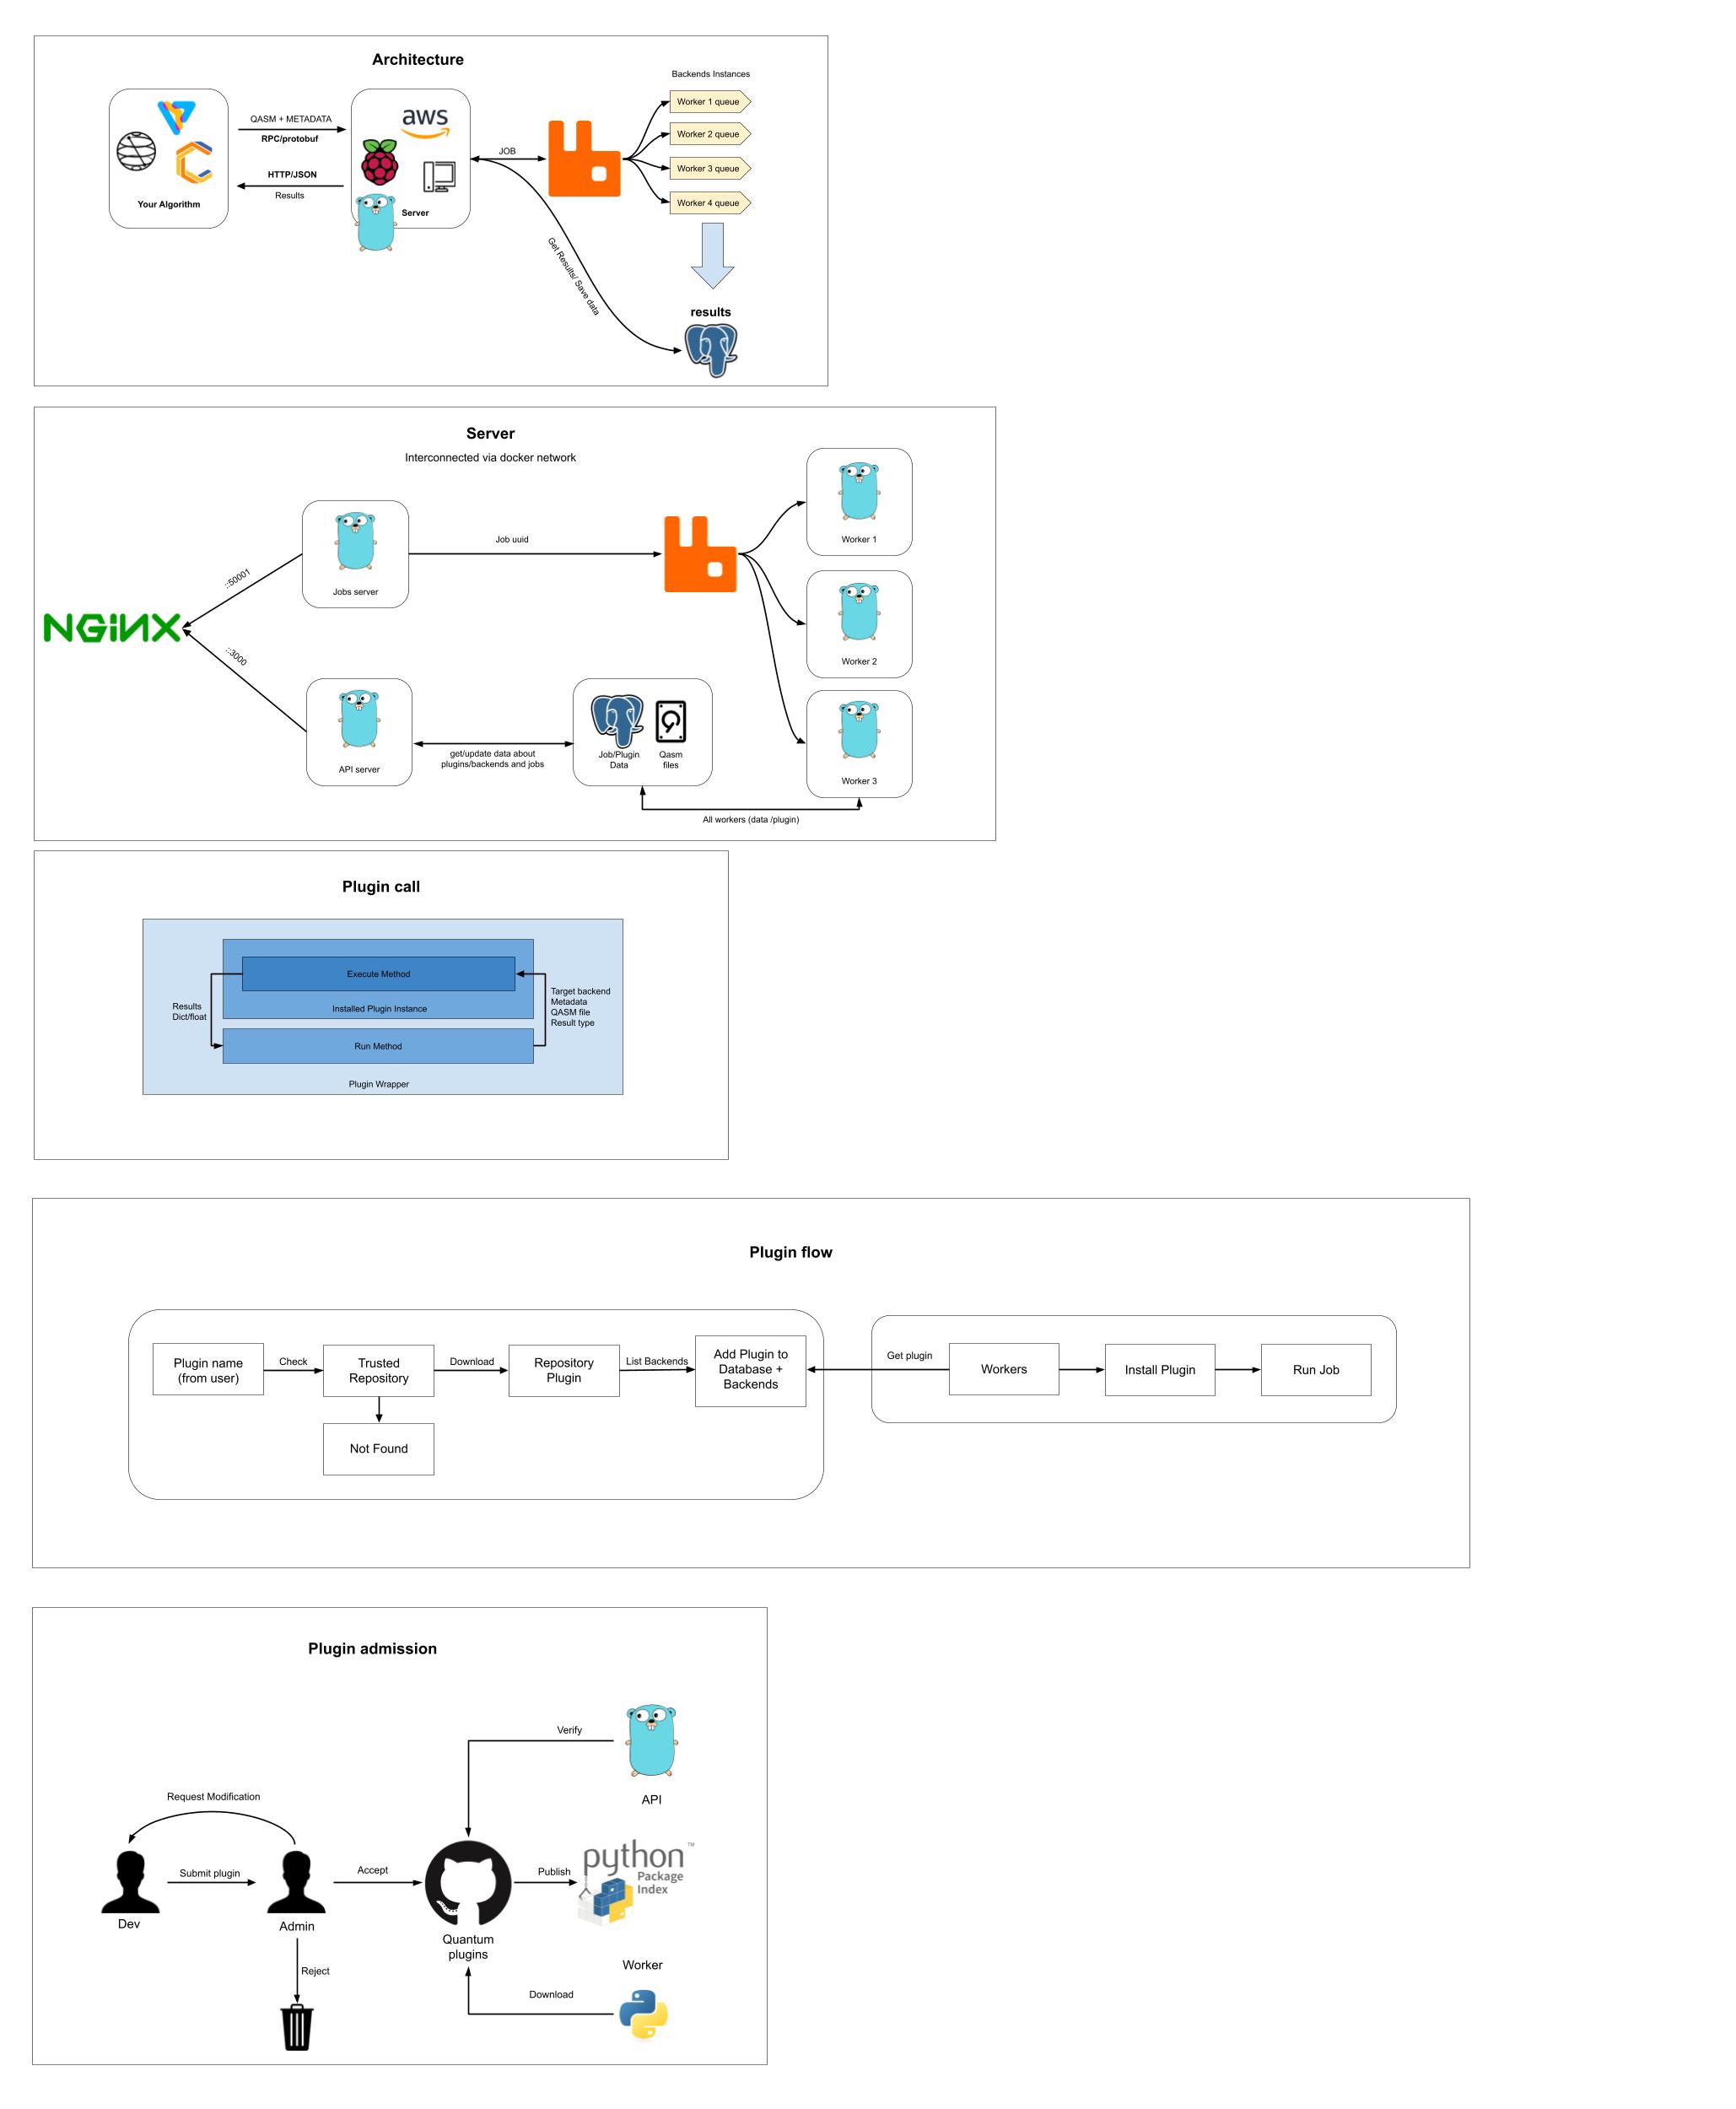 Architecture
Backends Instances
aws
QASM + METADATA
RPC/protobuf
HTTP/JSON
Results
Your Algorithm
Server
JOB
Worker 1 queue
Worker 2 queue
Worker 3 queue
Worker 4 queue
Get Results/ Save data
results
Server
Interconnected via docker network
Jobs server
Job uuid
Worker 1
::50001
NGiNX
::3000
Worker 2
API server
get/update data about
plugins/backends and jobs
Job/Plugin
Data
Qasm
files
Worker 3
All workers (data /plugin)
Plugin call
Execute Method
Installed Plugin Instance
Results
Dict/float
Target backend
Metadata
QASM file
Result type
Run Method
Plugin Wrapper
Plugin flow
Plugin name
(from user)
Check
Trusted
Repository
Download
Repository
Plugin
List Backends
Add Plugin to
Database +
Backends
Get plugin
Workers
Install Plugin
Run Job
Not Found
Plugin admission
Verify
API
Request Modification
Submit plugin
Accept
Publish
python
TM
Package
Index
Dev
Admin
Quantum
plugins
Reject
Worker
Download